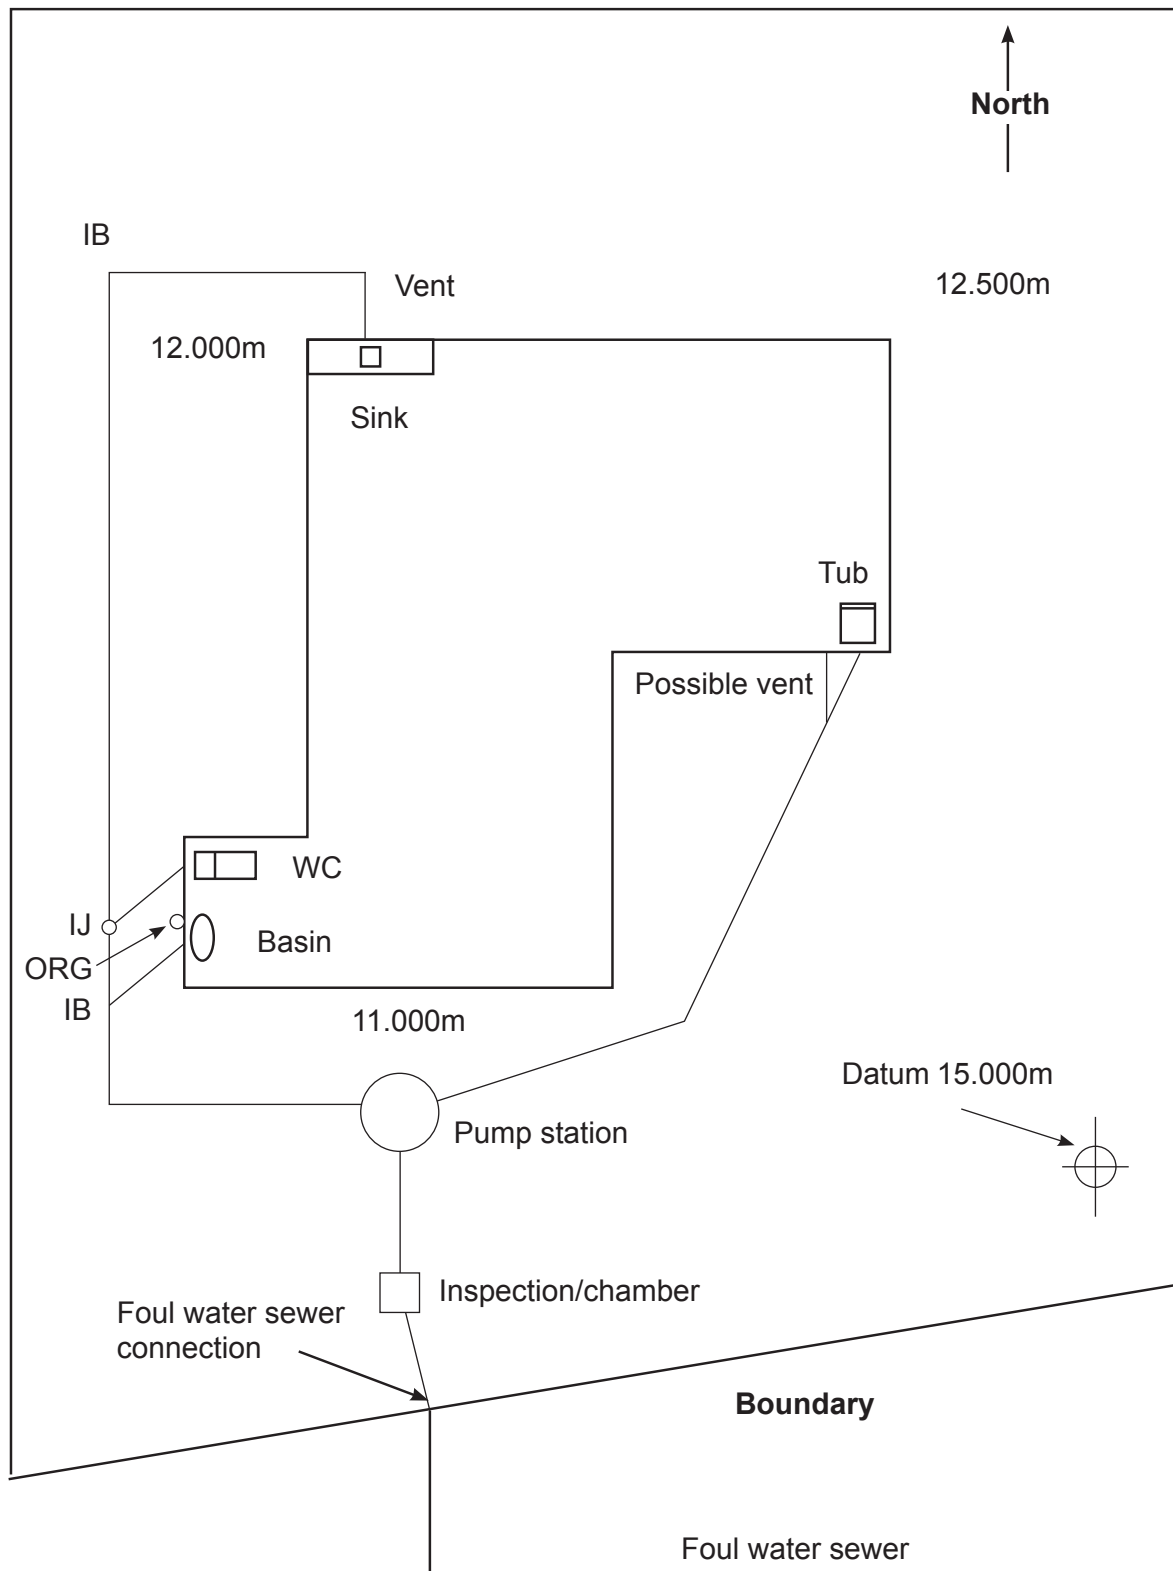 North
IB
Vent
12.500m
12.000m
Sink
Tub
Possible vent
WC
IJ
Basin
ORG
IB
11.000m
Datum 15.000m
Pump station
Inspection/chamber
Foul water sewer
connection
Boundary
Foul water sewer